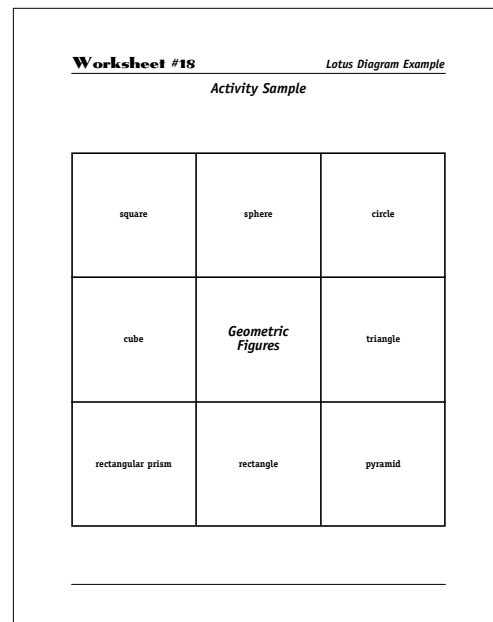 Worksheet #18
Lotus Diagram Example
Activity Sample
square
sphere
circle
cube
Geometric
Figures
triangle
rectangular prism
rectangle
pyramid